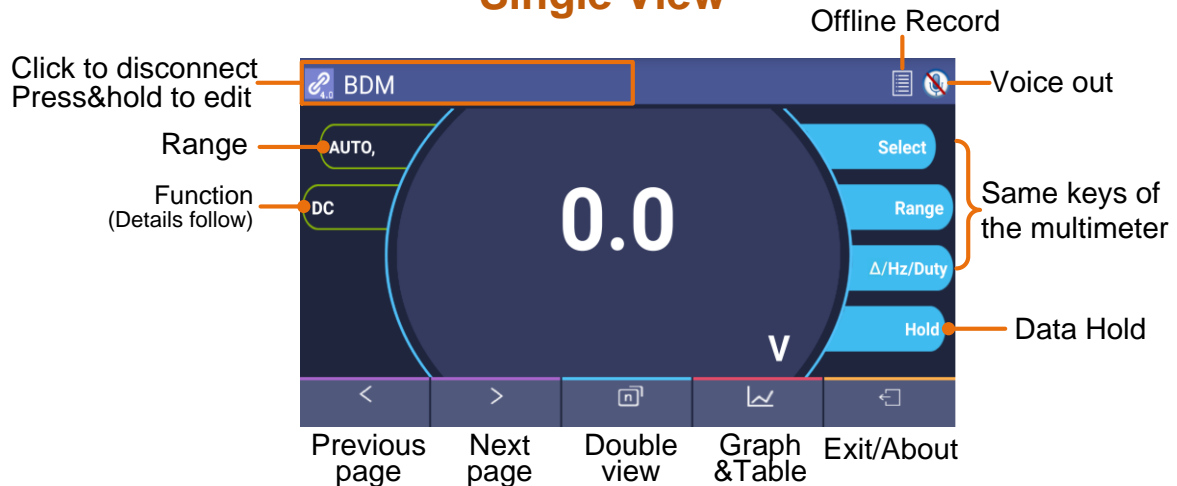 Single View
Offline Record
Click to disconnect
Press&hold to edit
4.0
BDM
Voice out
Range
AUTO,
Select
Function
(Details follow)
DC
0.0
Range
Same keys of
the multimeter
Δ/Hz/Duty
Hold
Data Hold
V
<
>
n
Previous
page
Next
page
Double
view
Graph
&Table
Exit/About